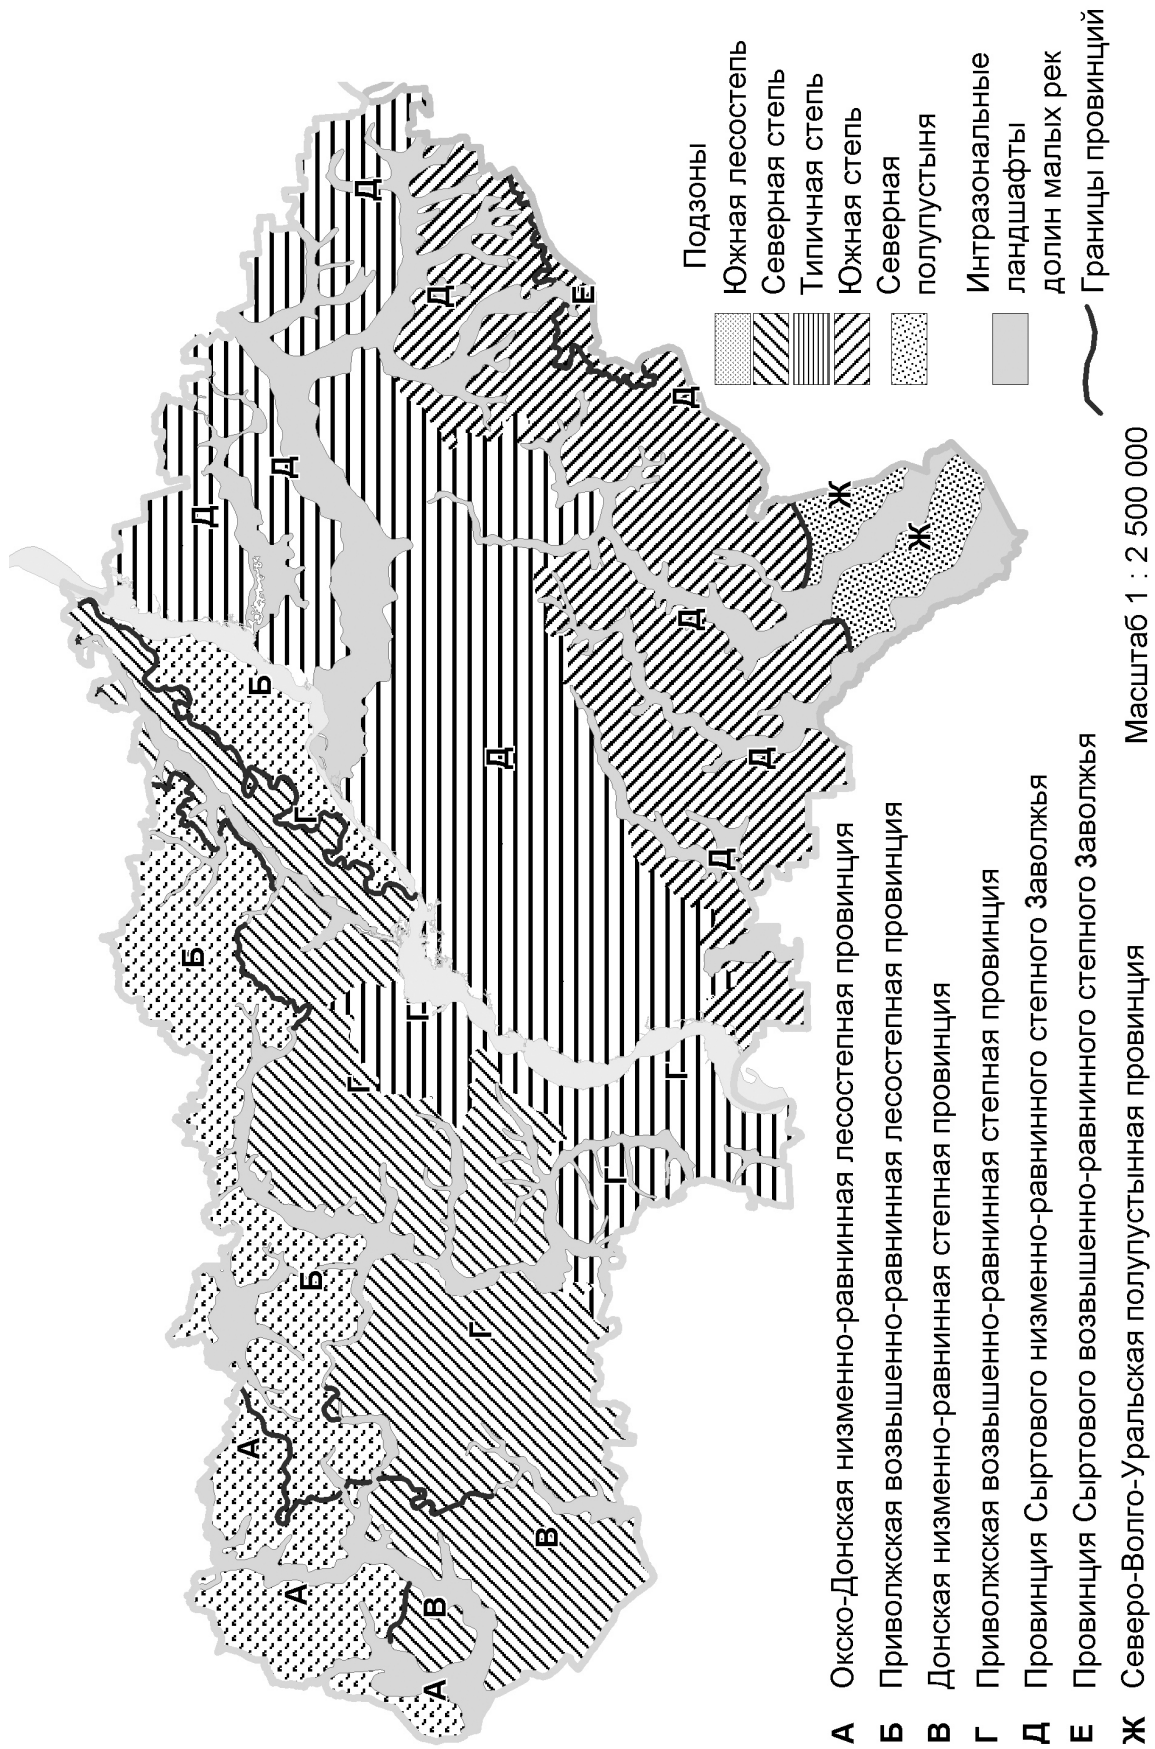 Б
Д
А
Б
Д
А
Г
Б
Г
Д
Г
А
В
Д
Г
Д
В
Е
Г
Г
Д
Д
Д
Д
Ж
Ж
Подзоны
Южная лесостепь
Северная степь
Типичная степь
Южная степь
Северная
полупустыня
Интразональные
ландшафты
долин малых рек
Границы провинций
А Окско-Донская низменно-равнинная лесостепная провинция
Б Приволжская возвышенно-равнинная лесостепная провинция
В Донская низменно-равнинная степная провинция
Г Приволжская возвышенно-равнинная степная провинция
Д Провинция Сыртового низменно-равнинного степного Заволжья
Е Провинция Сыртового возвышенно-равнинного степного Заволжья
Ж Северо-Волго-Уральская полупустынная провинция
Масштаб 1 : 2 500 000